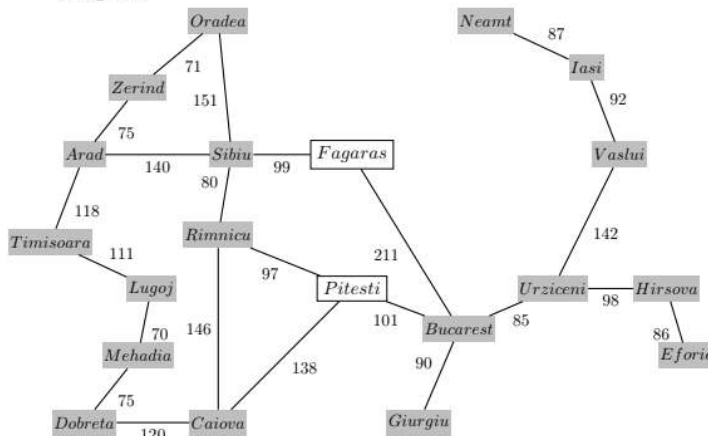 Oradea
Neamt
87
Iasi
71
Zerind
151
92
75
Arad
140
Sibiu
99
Fagaras
Vaslui
80
118
Timisoara
Rimnicu
111
97
211
142
Lugoj
Pitesti
Urziceni
98
Hirsova
101
Bucarest
85
70
146
86
Mehadia
138
90
Eforie
75
Dobreta
120
Caiova
Giurgiu